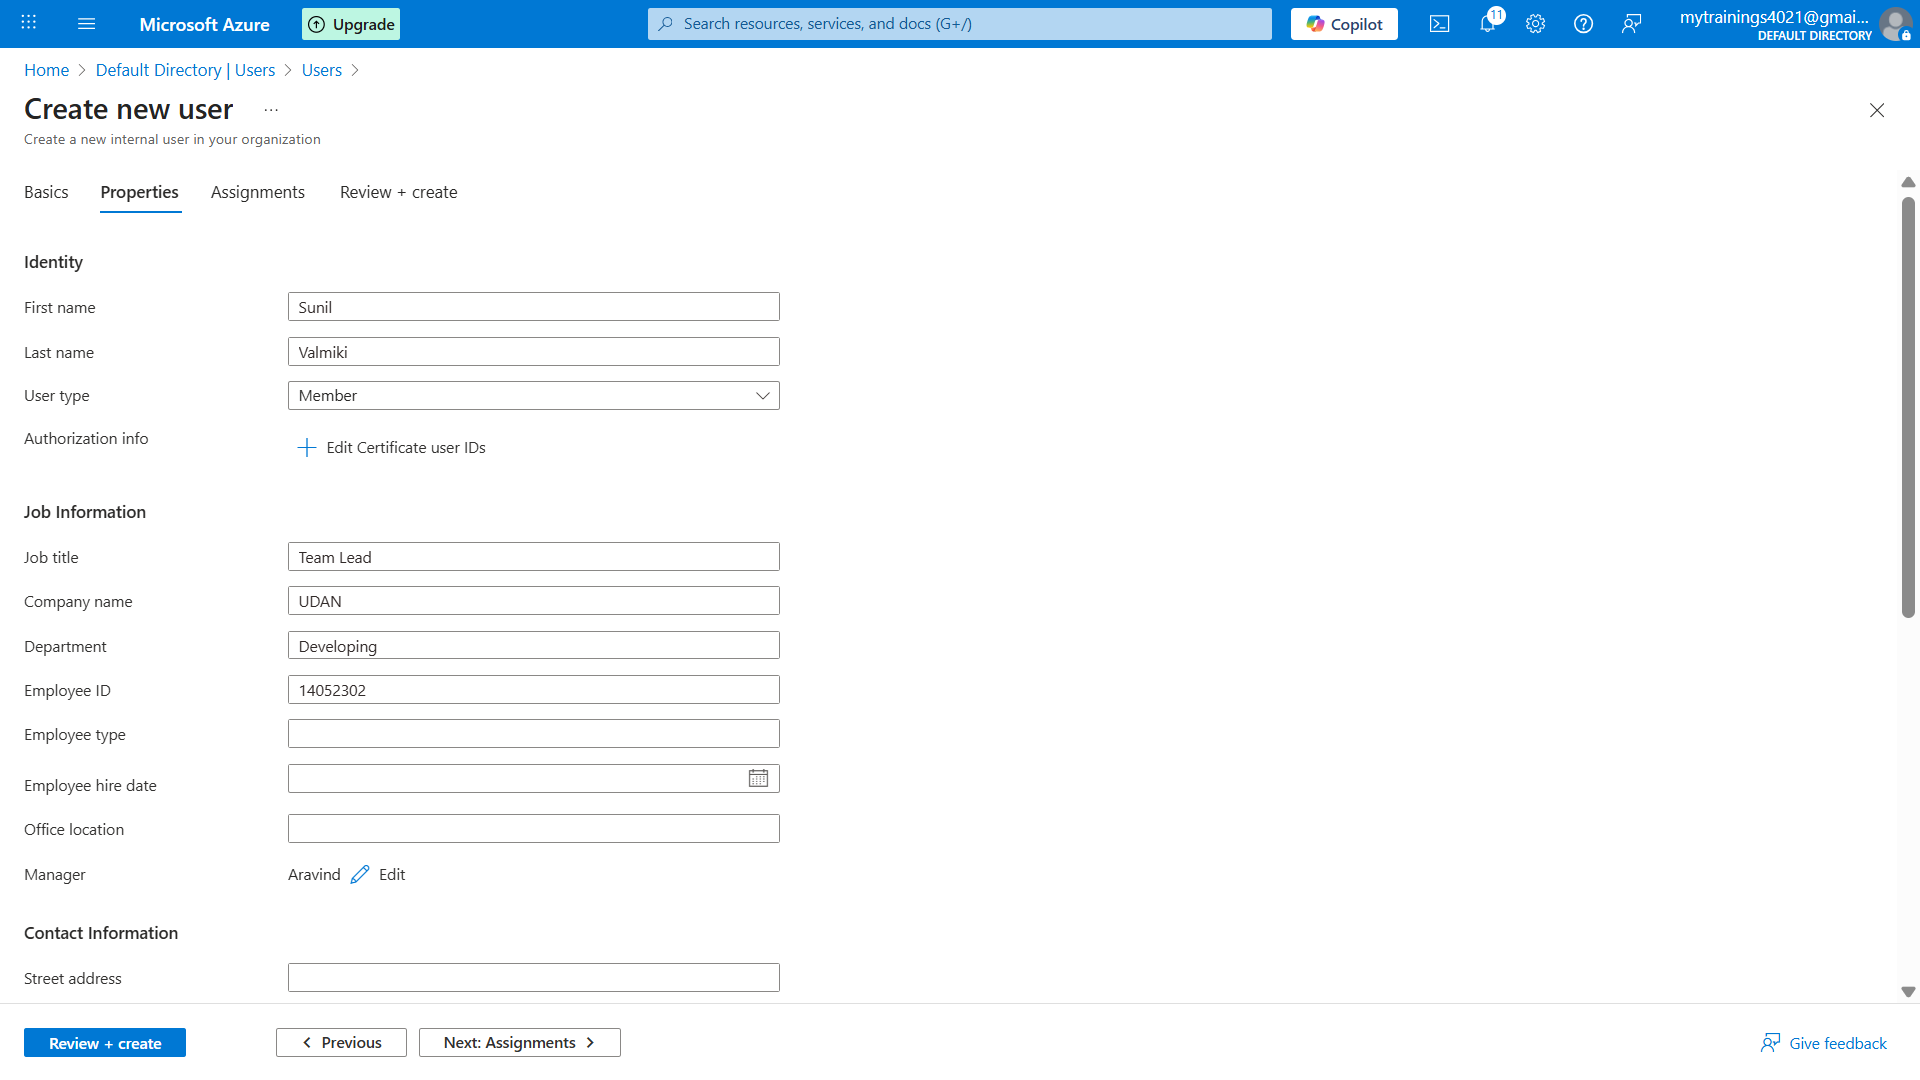 Microsoft Azure
Upgrade
Search resources, services, and docs (G+/)
Copilot
11
mytrainings4021@gmai...
DEFAULT DIRECTORY
Home > Default Directory | Users > Users >
Create new user ...
Create a new internal user in your organization
Basics Properties Assignments Review + create
Identity
First name Sunil
Last name Valmiki
User type Member
Authorization info
Edit Certificate user IDs
Job Information
Job title Team Lead
Company name UDAN
Department Developing
Employee ID 14052302
Employee type
Employee hire date
Office location
Manager Aravind Edit
Contact Information
Street address
Review + create < Previous Next: Assignments > Give feedback